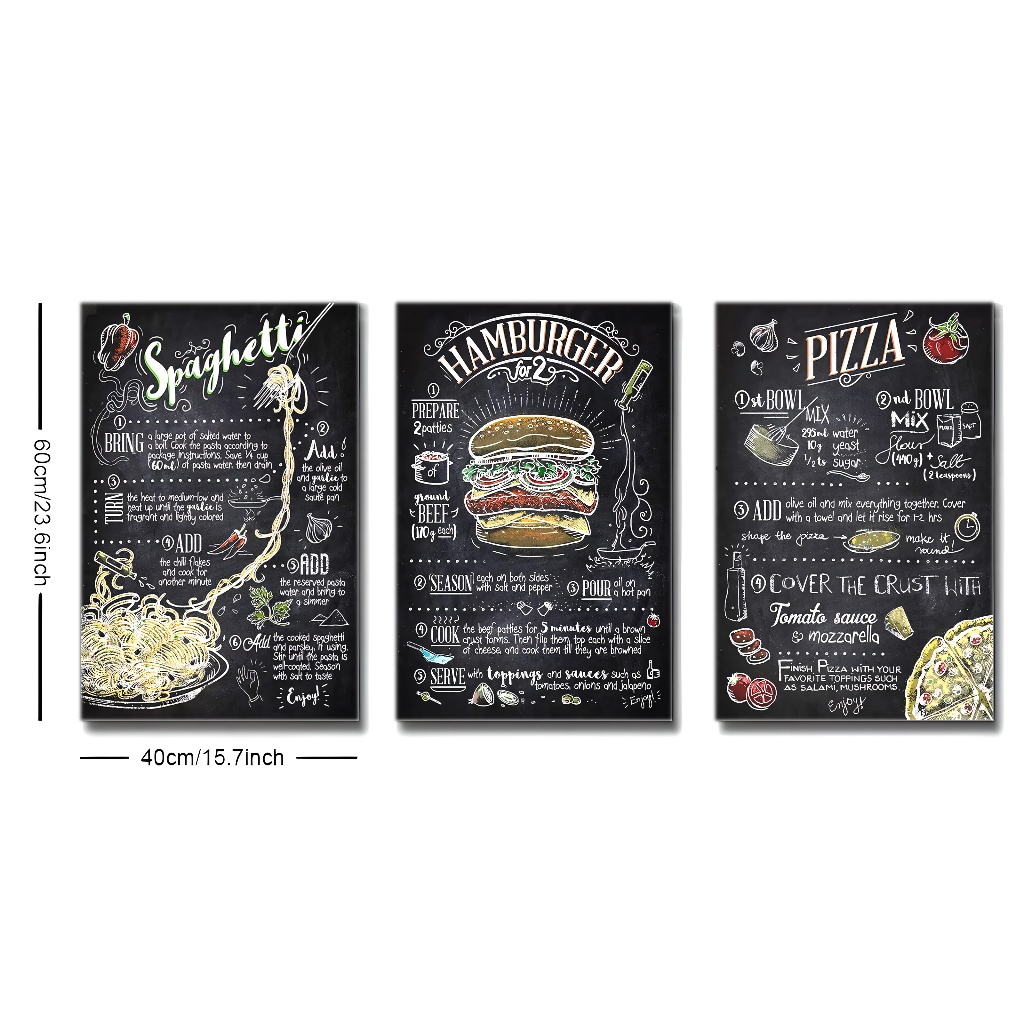 Spaghetti
1
BRING
a large pot of salted water to
a boil. Cook the pasta according to
package instructions. Save 1/4 cup
(60 ml) of pasta water, then drain
2
Add
the olive oil
and garlic to
a large cold
sauté pan
3
TURN
the heat to medium-low and
heat up until the garlic is
fragrant and lightly colored
4 ADD
the chili flakes
and cook for
another minute
5 ADD
the reserved pasta
water and bring to
a simmer
6 Add
the cooked spaghetti
and parsley, if using.
Stir until the pasta is
well-coated. Season
with salt to taste
Enjoy!
HAMBURGER
for 2
1
PREPARE
2 patties
of
ground
BEEF
(170 g each)
2 SEASON each on both sides
with salt and pepper
3 POUR oil on
a hot pan
4 COOK the beef patties for 5 minutes until a brown
crust forms. Then flip them, top each with a slice
of cheese, and cook them till they are browned
5 SERVE with toppings and sauces such as
tomatoes, onions and jalapeno
Enjoy!
PIZZA
1st BOWL
MIX
295ml water
10g yeast
1/2 ts sugar
2nd BOWL
MIX
flour
(490g) + Salt
(2 teaspoons)
SALT
3 ADD olive oil and mix everything together. Cover
with a towel and let it rise for 1-2 hrs
shape the pizza
make it
round!
4 COVER THE CRUST WITH
Tomato sauce
& mozzarella
FINISH PIZZA WITH YOUR
FAVORITE TOPPINGS SUCH
AS SALAMI, MUSHROOMS.
Enjoy!
60cm/23.6inch
40cm/15.7inch